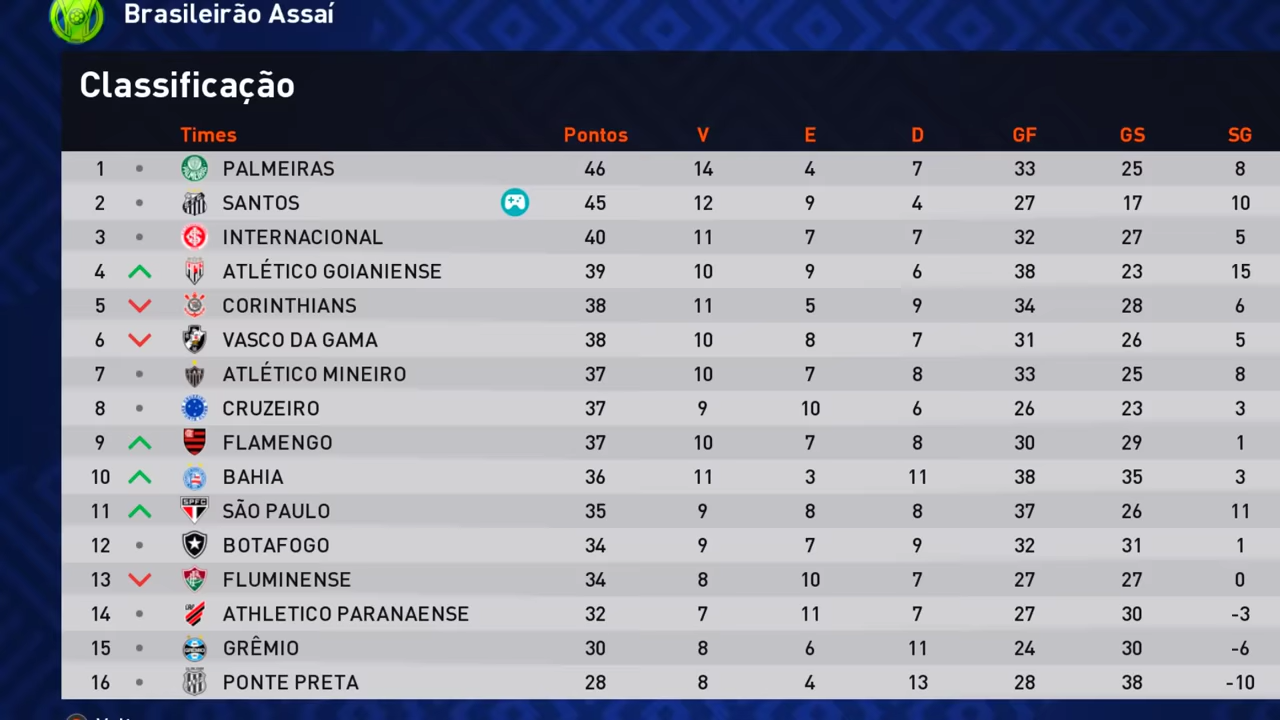 Brasileirão Assaí
Classificação
Times Pontos V E D GF GS SG
1 PALMEIRAS 46 14 4 7 33 25 8
2 SANTOS 45 12 9 4 27 17 10
3 INTERNACIONAL 40 11 7 7 32 27 5
4 ATLÉTICO GOIANIENSE 39 10 9 6 38 23 15
5 CORINTHIANS 38 11 5 9 34 28 6
6 VASCO DA GAMA 38 10 8 7 31 26 5
7 ATLÉTICO MINEIRO 37 10 7 8 33 25 8
8 CRUZEIRO 37 9 10 6 26 23 3
9 FLAMENGO 37 10 7 8 30 29 1
10 BAHIA 36 11 3 11 38 35 3
11 SPFC SÃO PAULO 35 9 8 8 37 26 11
12 BOTAFOGO 34 9 7 9 32 31 1
13 FLUMINENSE 34 8 10 7 27 27 0
14 ATHLETICO PARANAENSE 32 7 11 7 27 30 -3
15 GRÊMIO 30 8 6 11 24 30 -6
16 PONTE PRETA 28 8 4 13 28 38 -10